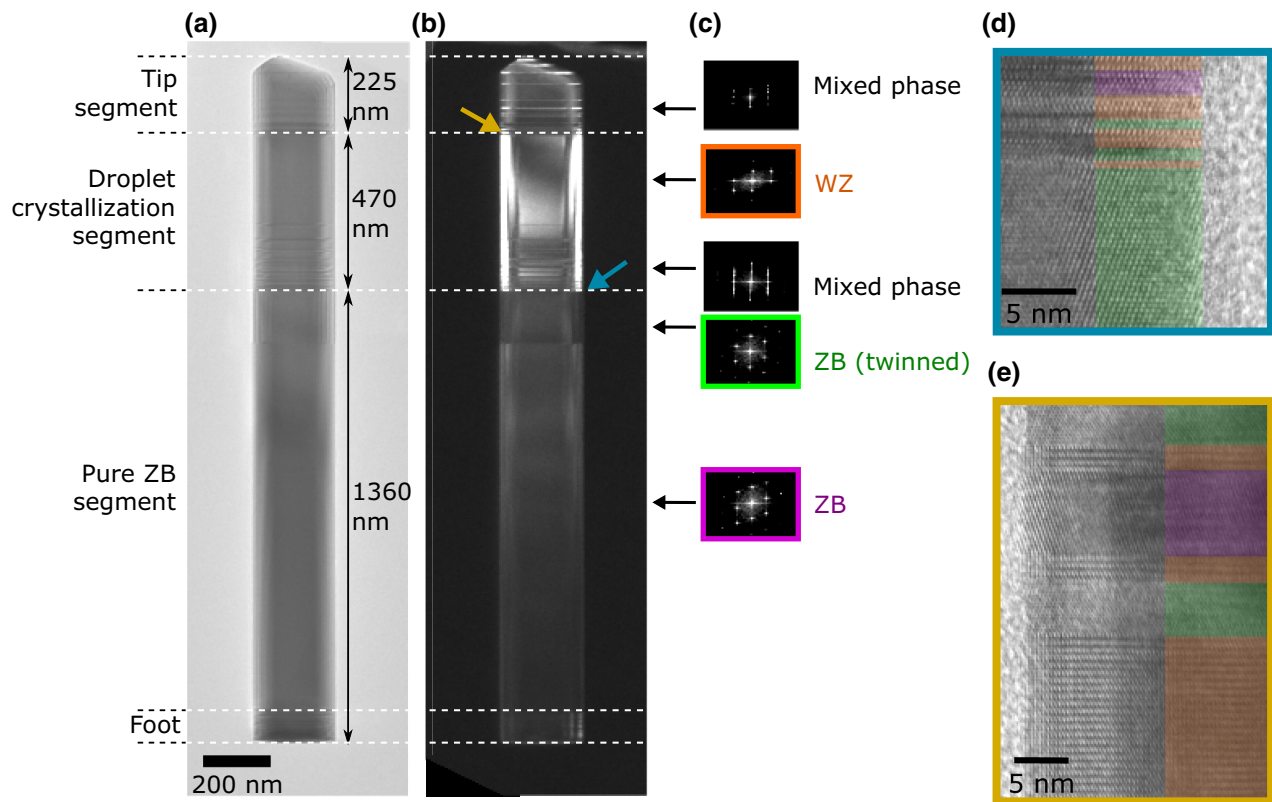 (a)
(b)
(c)
(d)
Tip
segment
225
nm
Mixed phase
Droplet
crystallization
segment
470
nm
WZ
Mixed phase
5 nm
ZB (twinned)
(e)
Pure ZB
segment
1360
nm
ZB
Foot
200 nm
5 nm